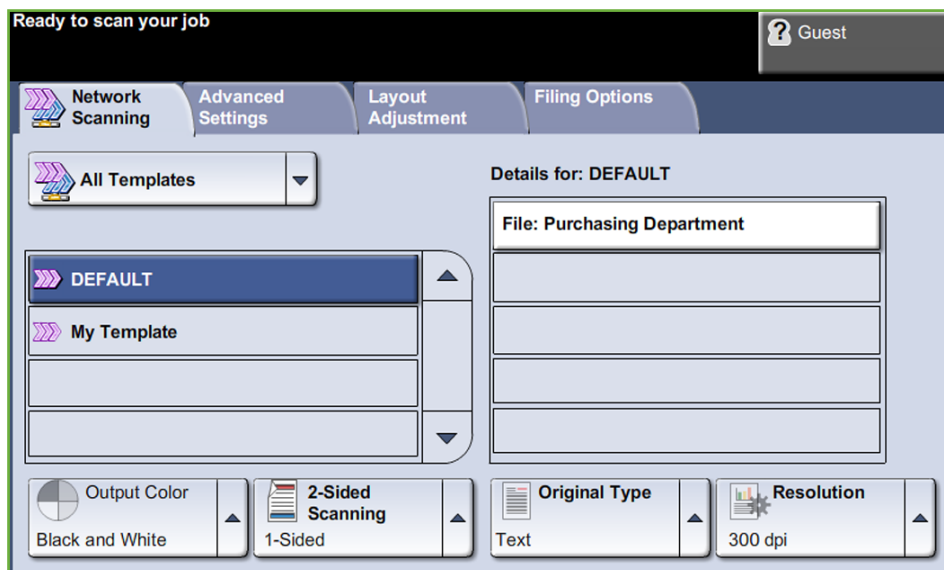 Ready to scan your job
? Guest
Network
Scanning
Advanced
Settings
Layout
Adjustment
Filing Options
All Templates
Details for: DEFAULT
File: Purchasing Department
DEFAULT
My Template
Output Color
Black and White
2-Sided
Scanning
1-Sided
Original Type
Text
Resolution
300 dpi